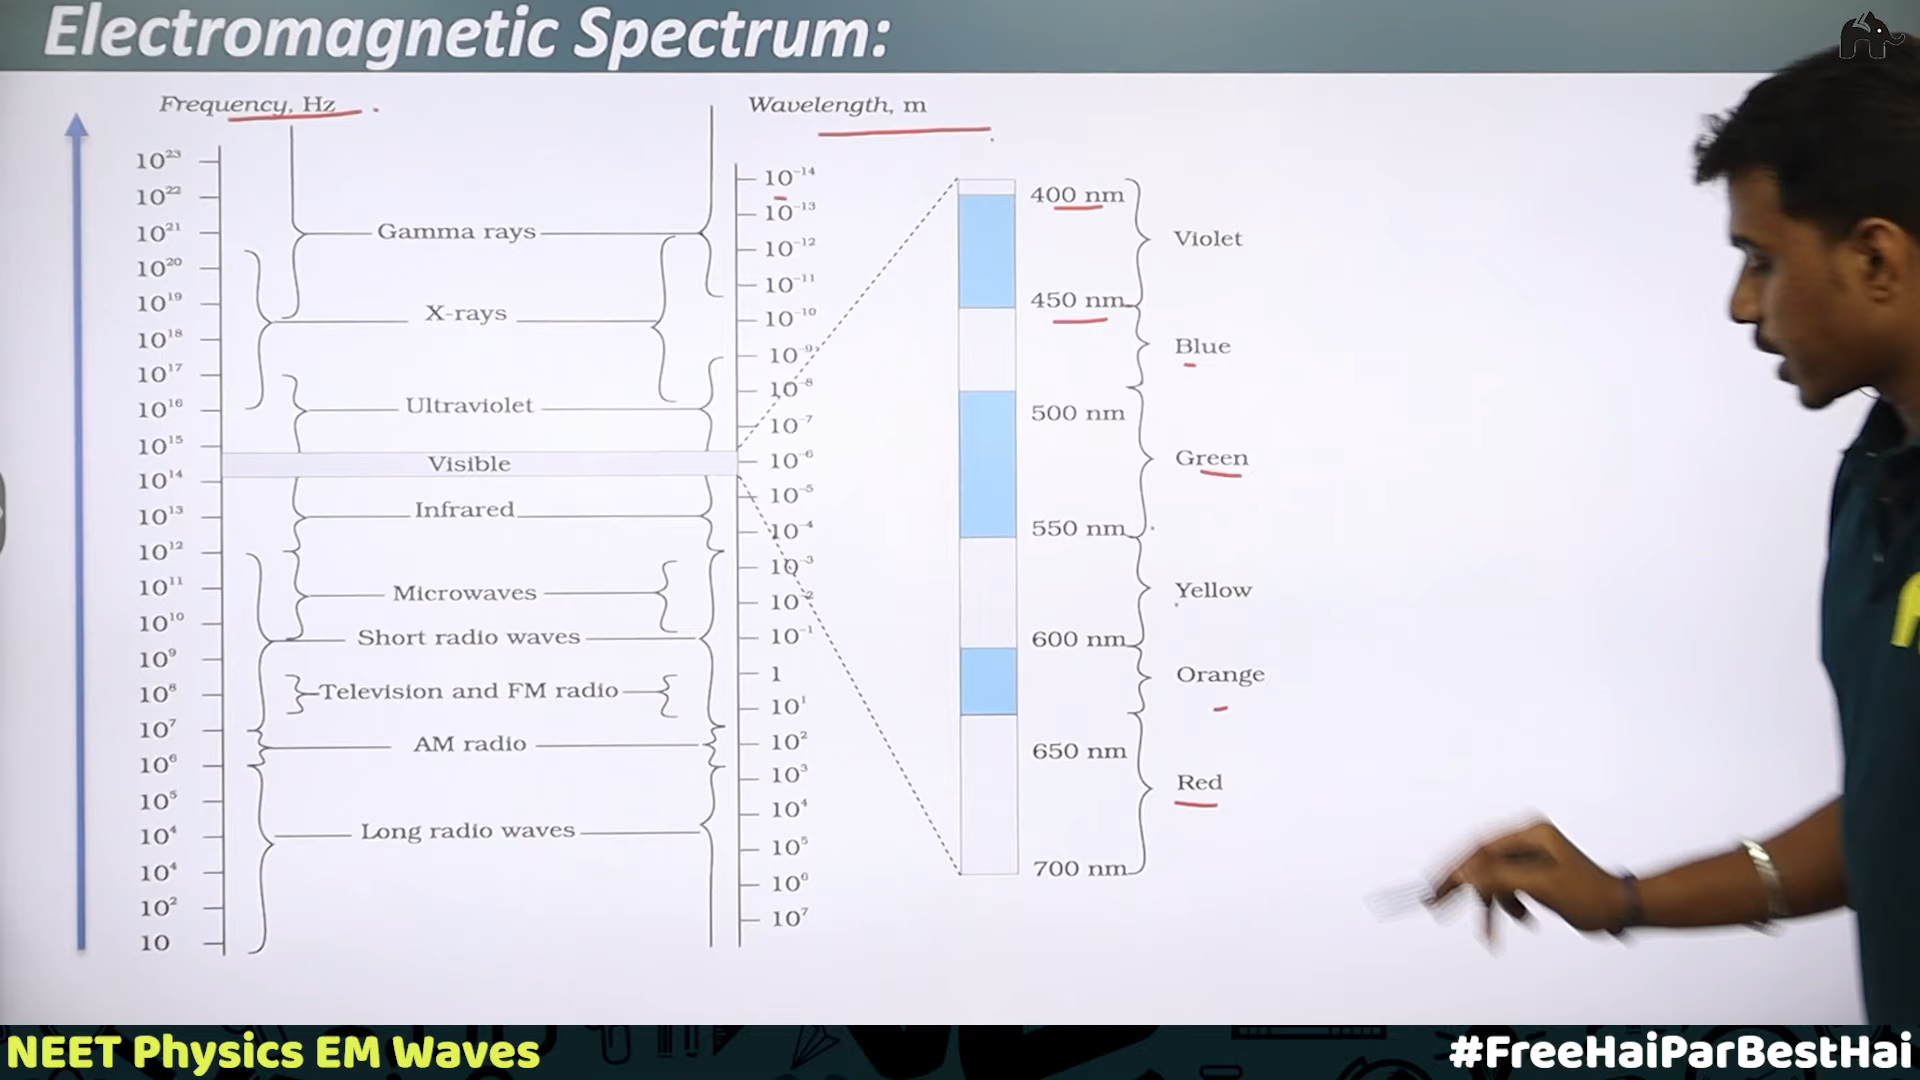 Electromagnetic Spectrum:
Frequency, Hz
10²³
10²²
10²¹
10²⁰
10¹⁹
10¹⁸
10¹⁷
10¹⁶
10¹⁵
10¹⁴
10¹³
10¹²
10¹¹
10¹⁰
10⁹
10⁸
10⁷
10⁶
10⁵
10⁴
10⁴
10²
10
Gamma rays
X-rays
Ultraviolet
Visible
Infrared
Microwaves
Short radio waves
Television and FM radio
AM radio
Long radio waves
Wavelength, m
10⁻¹⁴
10⁻¹³
10⁻¹²
10⁻¹¹
10⁻¹⁰
10⁻⁹
10⁻⁸
10⁻⁷
10⁻⁶
10⁻⁵
10⁻⁴
10⁻³
10⁻²
10⁻¹
1
10¹
10²
10³
10⁴
10⁵
10⁶
10⁷
400 nm
450 nm
500 nm
550 nm
600 nm
650 nm
700 nm
Violet
Blue
Green
Yellow
Orange
Red
NEET Physics EM Waves
#FreeHaiParBestHai